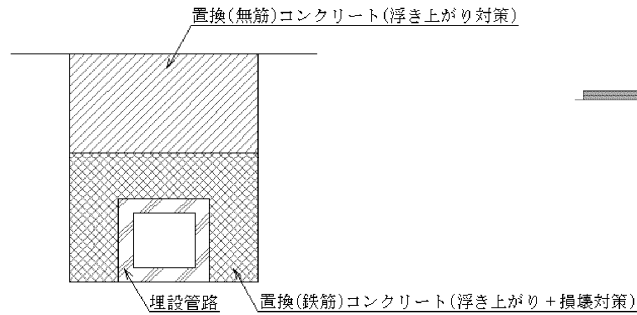 置換(無筋)コンクリート(浮き上がり対策)
埋設管路
置換(鉄筋)コンクリート(浮き上がり＋損壊対策)